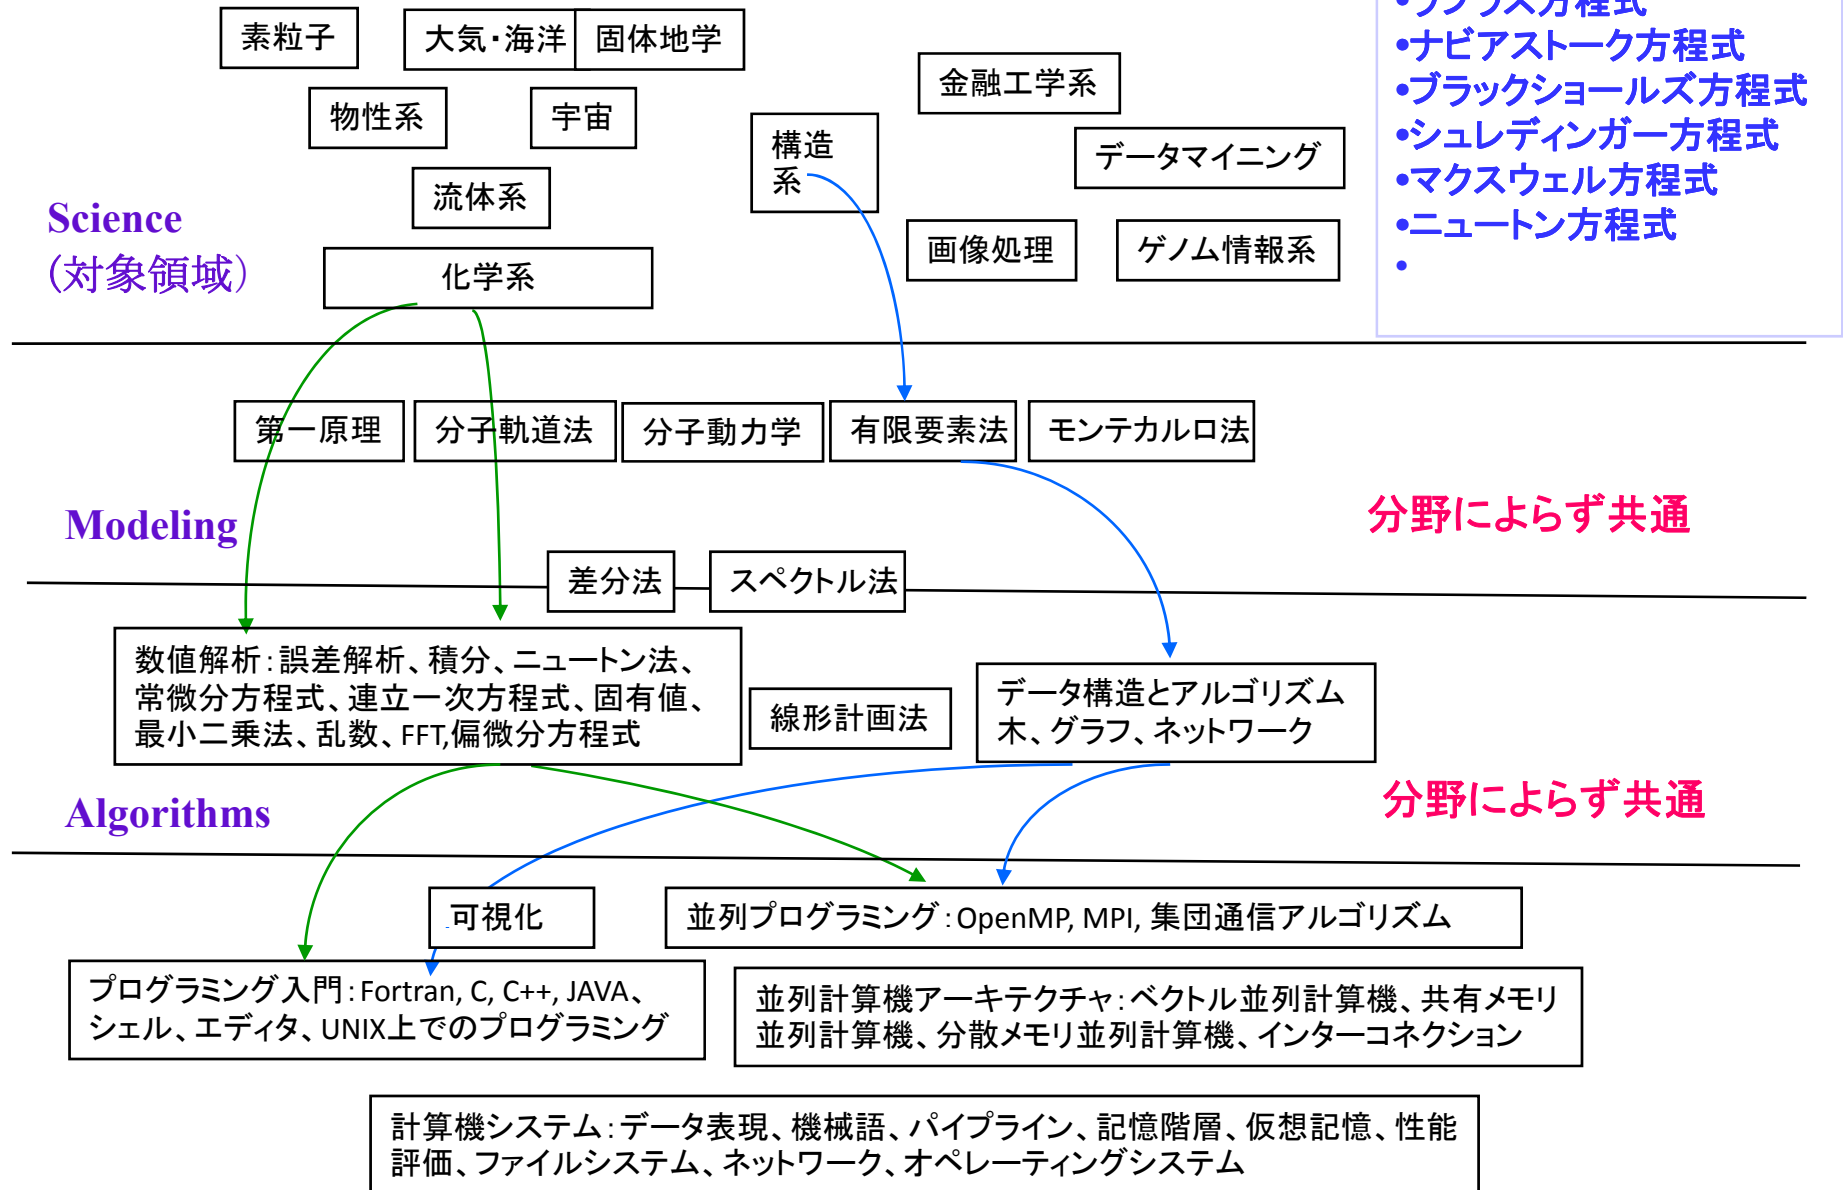 素粒子
大気・海洋
固体地学
•ラプラス方程式
•ナビアストーク方程式
•ブラックショールズ方程式
•シュレディンガー方程式
•マクスウェル方程式
•ニュートン方程式
•
物性系
宇宙
金融工学系
構造
系
データマイニング
流体系
Science
(対象領域)
画像処理
ゲノム情報系
化学系
第一原理
分子軌道法
分子動力学
有限要素法
モンテカルロ法
Modeling
分野によらず共通
差分法
スペクトル法
数値解析:誤差解析、積分、ニュートン法、
常微分方程式、連立一次方程式、固有値、
最小二乗法、乱数、FFT,偏微分方程式
線形計画法
データ構造とアルゴリズム
木、グラフ、ネットワーク
Algorithms
分野によらず共通
可視化
並列プログラミング:OpenMP, MPI, 集団通信アルゴリズム
プログラミング入門:Fortran, C, C++, JAVA、
シェル、エディタ、UNIX上でのプログラミング
並列計算機アーキテクチャ:ベクトル並列計算機、共有メモリ
並列計算機、分散メモリ並列計算機、インターコネクション
計算機システム:データ表現、機械語、パイプライン、記憶階層、仮想記憶、性能
評価、ファイルシステム、ネットワーク、オペレーティングシステム